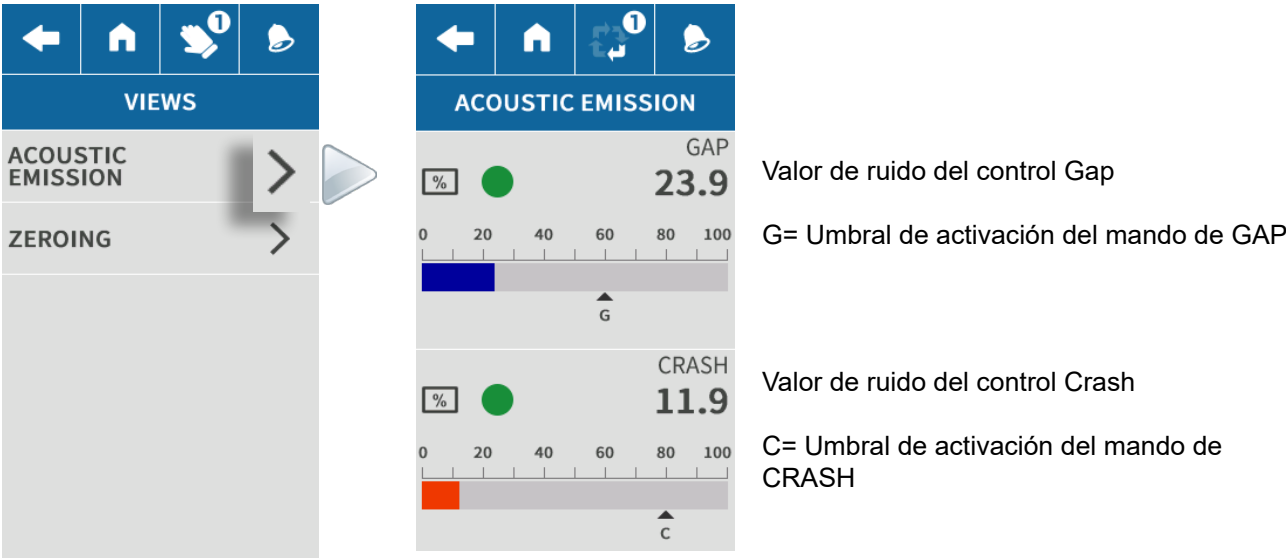 1
VIEWS
ACOUSTIC
EMISSION
ZEROING
1
ACOUSTIC EMISSION
GAP
%
23.9
0 20 40 60 80 100
G
CRASH
%
11.9
0 20 40 60 80 100
C
Valor de ruido del control Gap
G= Umbral de activación del mando de GAP
Valor de ruido del control Crash
C= Umbral de activación del mando de
CRASH